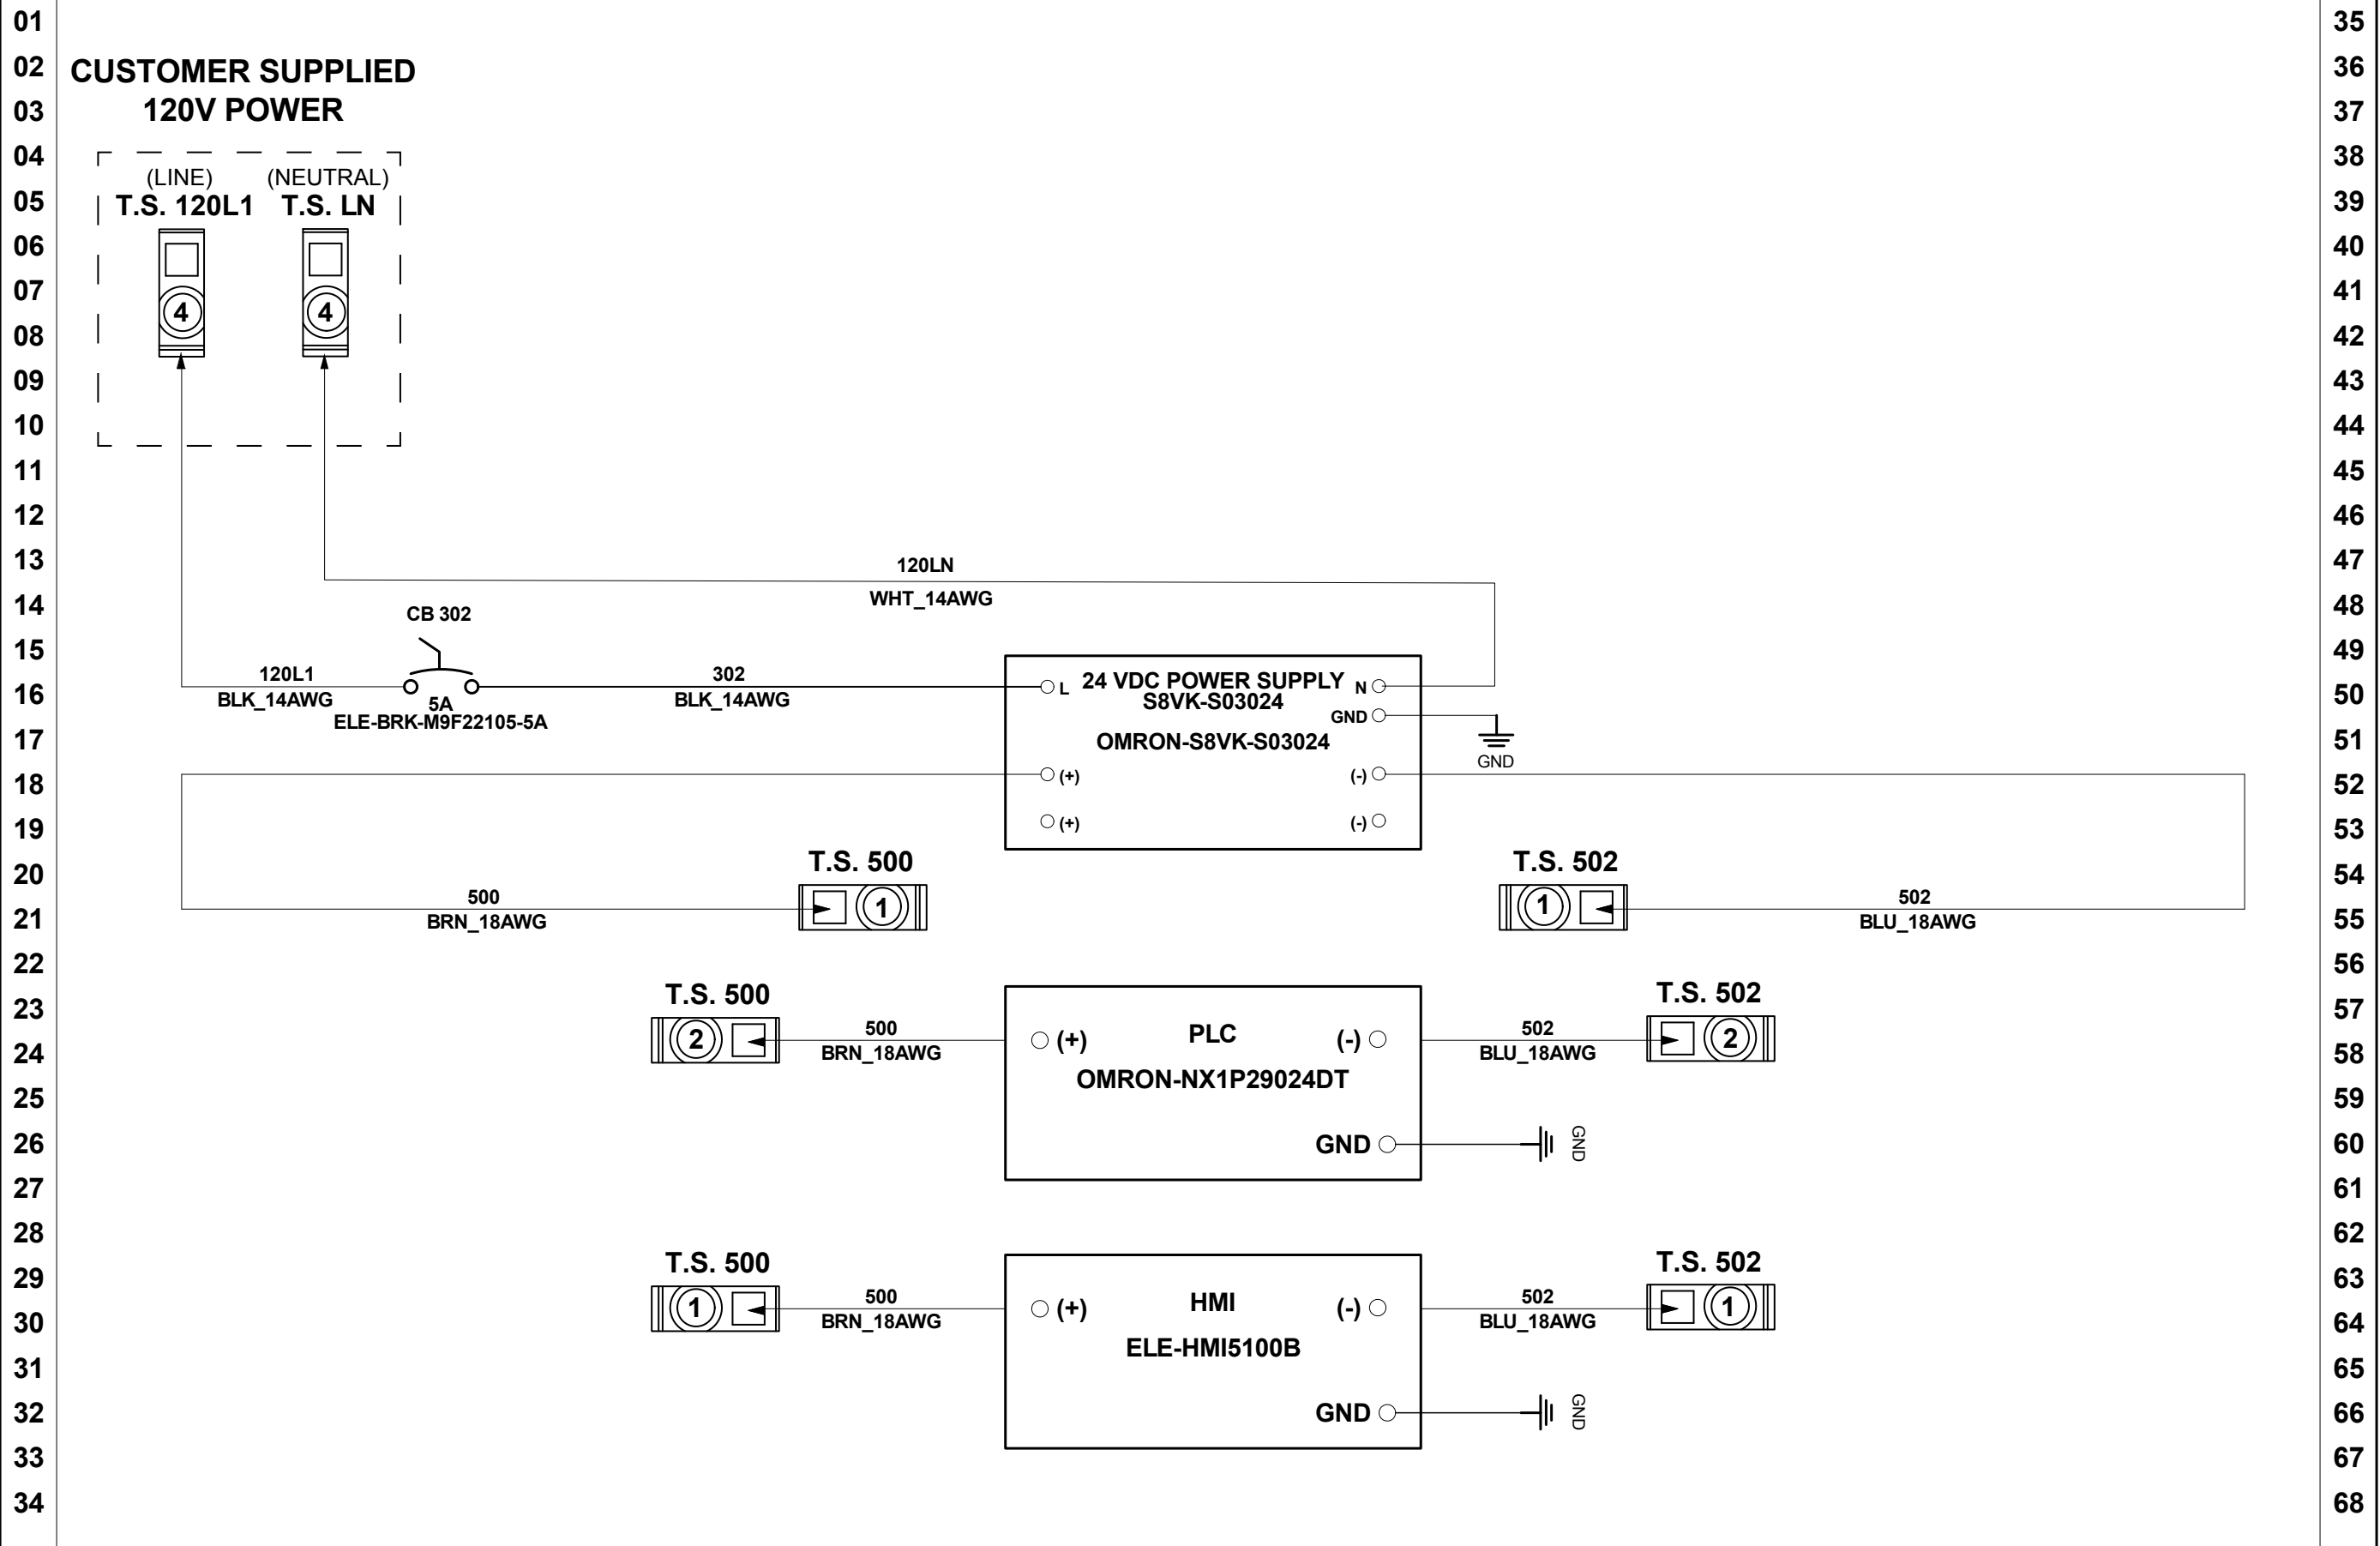 01
02
03
04
05
06
07
08
09
10
11
12
13
14
15
16
17
18
19
20
21
22
23
24
25
26
27
28
29
30
31
32
33
34
CUSTOMER SUPPLIED
120V POWER
(LINE) (NEUTRAL)
T.S. 120L1 T.S. LN
4 4
120LN
WHT_14AWG
CB 302
120L1
BLK_14AWG
5A
ELE-BRK-M9F22105-5A
302
BLK_14AWG
L 24 VDC POWER SUPPLY N
S8VK-S03024
GND
OMRON-S8VK-S03024
GND
(+) (-)
(+) (-)
T.S. 500
1
500
BRN_18AWG
T.S. 502
1
502
BLU_18AWG
T.S. 500
2
500
BRN_18AWG
(+) PLC (-)
OMRON-NX1P29024DT
GND
GND
502
BLU_18AWG
T.S. 502
2
T.S. 500
1
500
BRN_18AWG
(+) HMI (-)
ELE-HMI5100B
GND
GND
502
BLU_18AWG
T.S. 502
1
35
36
37
38
39
40
41
42
43
44
45
46
47
48
49
50
51
52
53
54
55
56
57
58
59
60
61
62
63
64
65
66
67
68